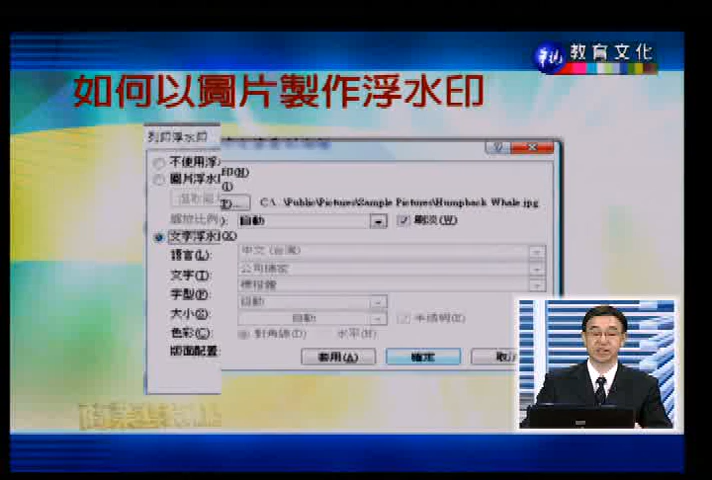 華視 教育文化
如何以圖片製作浮水印
列印浮水印
不使用浮
圖片浮水
印(H)
(I)
C:\...\Public\Pictures\Sample Pictures\Humpback Whale.jpg
縮放比例
自動
刷淡(W)
文字浮水
(X)
語言(L):
中文 (台灣)
文字(T):
公司機密
字型(F):
標楷體
大小(S):
自動
色彩(C):
自動
半透明(E)
版面配置:
對角線(D)
水平(H)
套用(A)
確定
取消